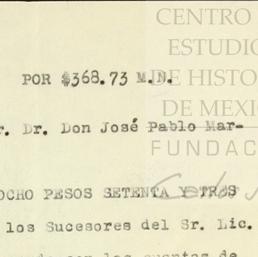 CENTRO
ESTUDIO
POR $368.73 M.N.
DE HISTO
DE MEXI
r. Dr. Don José Pablo Mar-
FUNDAC
OCHO PESOS SETENTA Y TRES
los Sucesores del Sr. Lic.